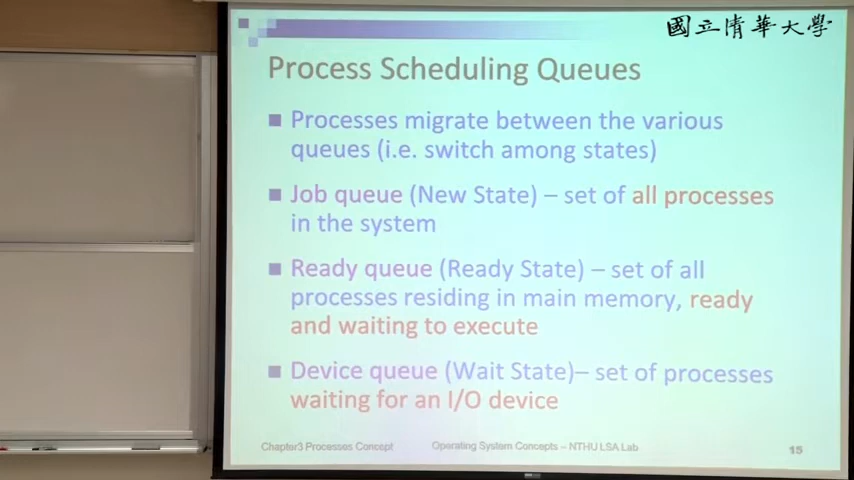 國立清華大學
Process Scheduling Queues
■ Processes migrate between the various
queues (i.e. switch among states)
■ Job queue (New State) – set of all processes
in the system
■ Ready queue (Ready State) – set of all
processes residing in main memory, ready
and waiting to execute
■ Device queue (Wait State)– set of processes
waiting for an I/O device
Chapter3 Processes Concept
Operating System Concepts – NTHU LSA Lab
15